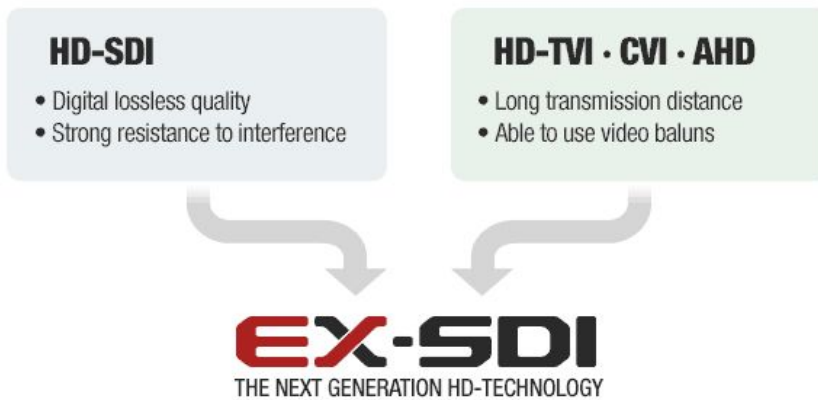 HD-SDI
• Digital lossless quality
• Strong resistance to interference
HD-TVI · CVI · AHD
• Long transmission distance
• Able to use video baluns
EX-SDI
THE NEXT GENERATION HD-TECHNOLOGY